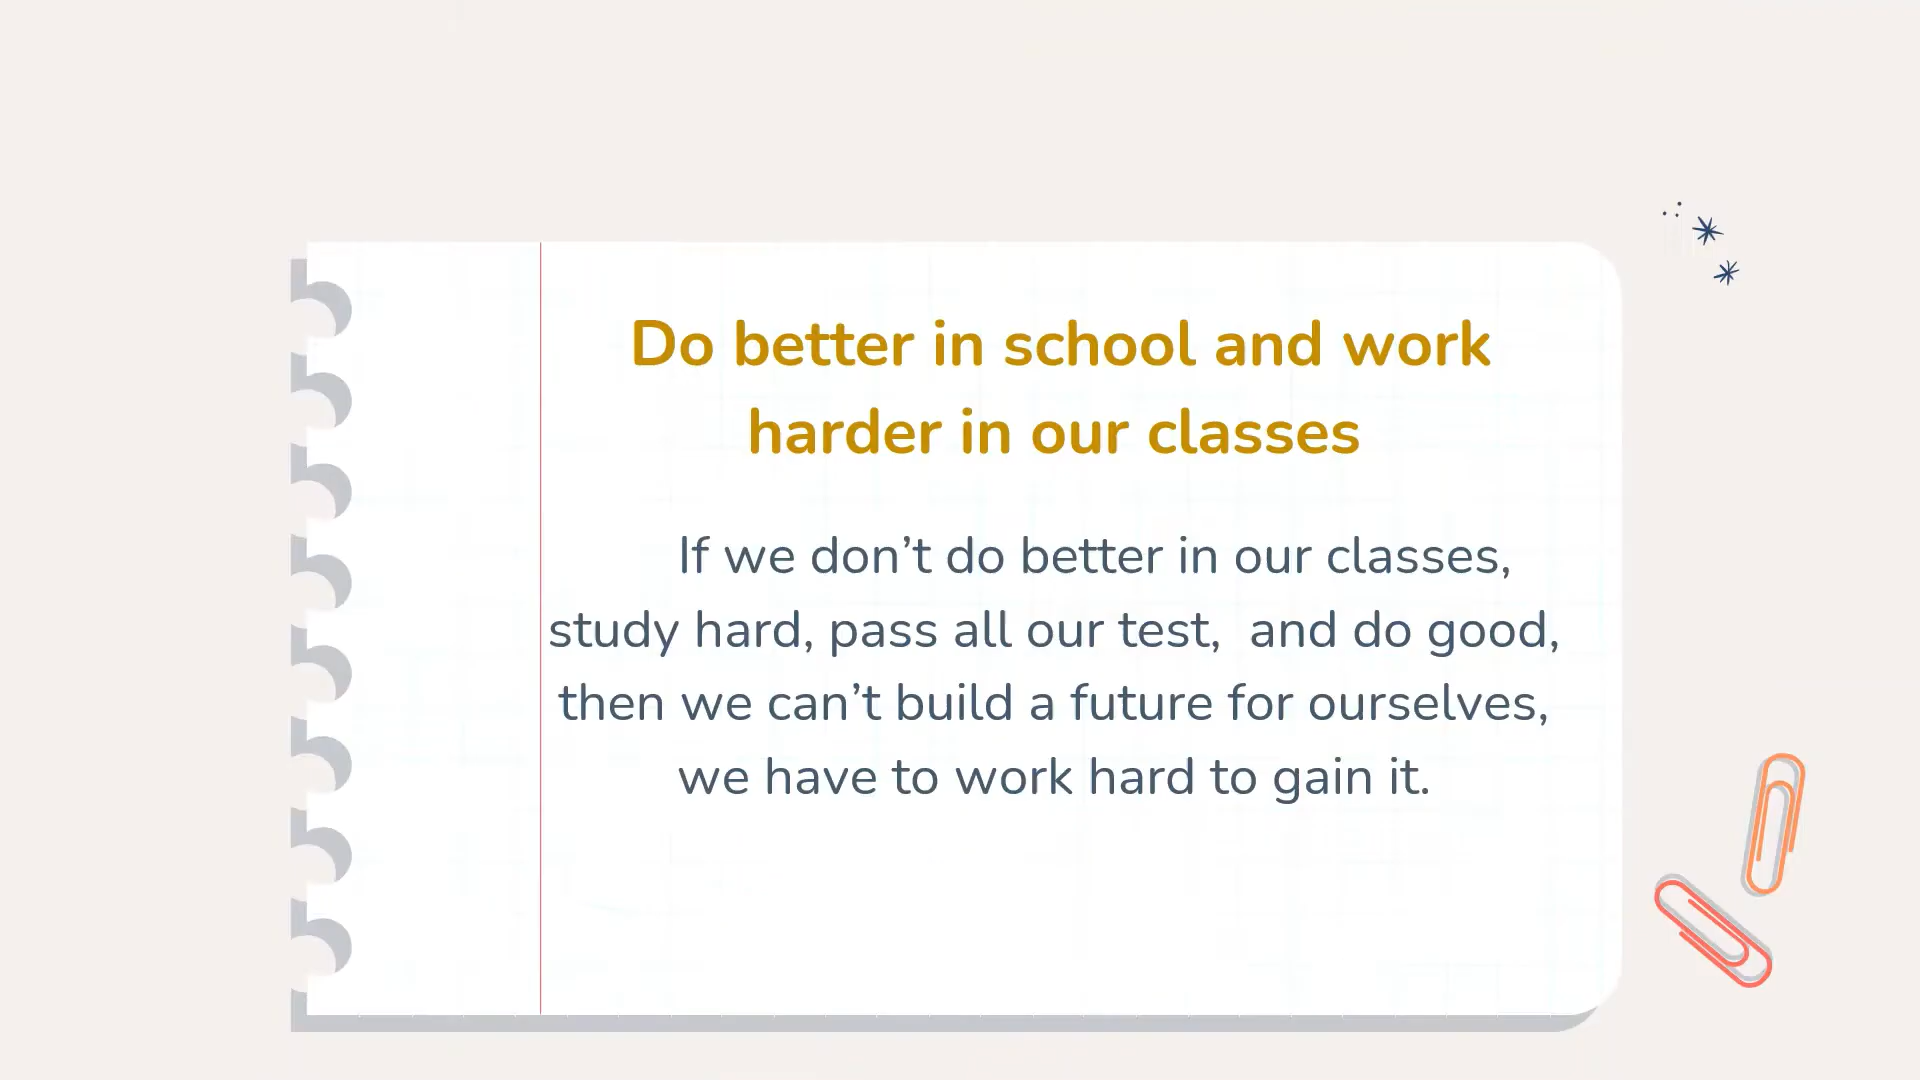 Do better in school and work
harder in our classes
If we don’t do better in our classes,
study hard, pass all our test,  and do good,
then we can’t build a future for ourselves,
we have to work hard to gain it.